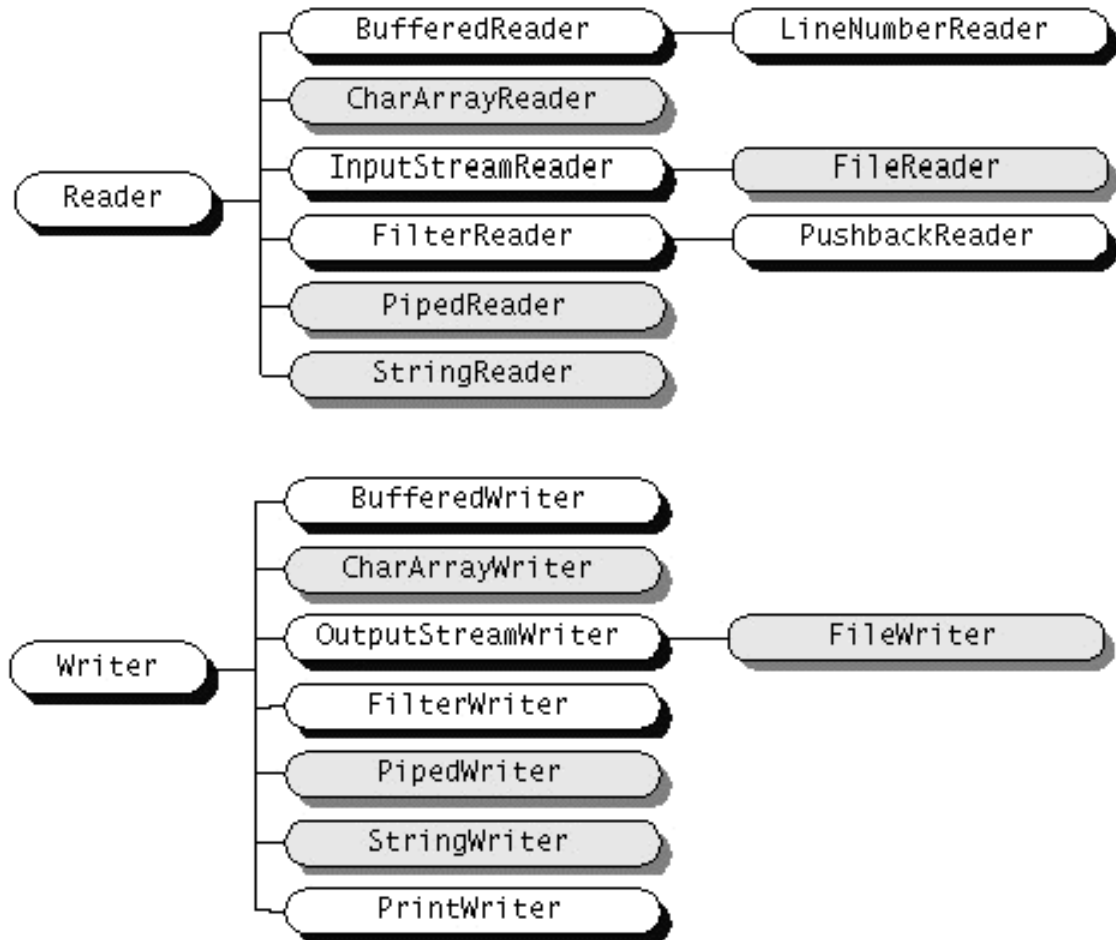 BufferedReader
LineNumberReader
CharArrayReader
InputStreamReader
FileReader
Reader
FilterReader
PushbackReader
PipedReader
StringReader
BufferedWriter
CharArrayWriter
OutputStreamWriter
FileWriter
Writer
FilterWriter
PipedWriter
StringWriter
PrintWriter